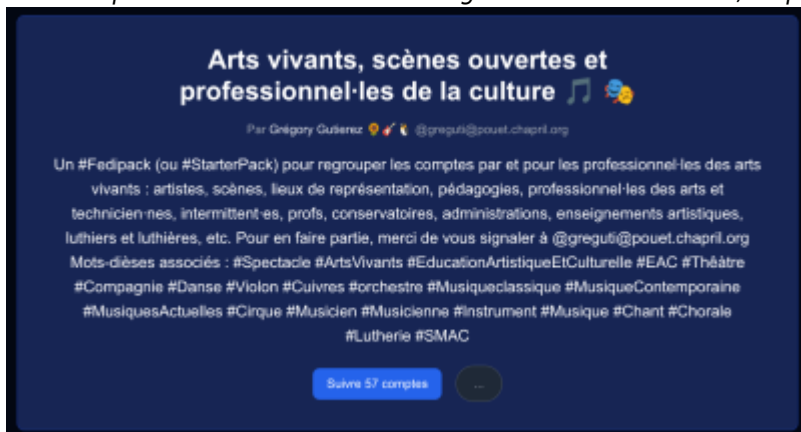 Arts vivants, scènes ouvertes et
professionnel·les de la culture 🎵 🎭
Par Grégory Gutierez 🌻 🎸 🐧 @greguti@pouet.chapril.org
Un #Fedipack (ou #StarterPack) pour regrouper les comptes par et pour les professionnel·les des arts
vivants : artistes, scènes, lieux de représentation, pédagogies, professionnel·les des arts et
technicien·nes, intermittent·es, profs, conservatoires, administrations, enseignements artistiques,
luthiers et luthières, etc. Pour en faire partie, merci de vous signaler à @greguti@pouet.chapril.org
Mots-dièses associés : #Spectacle #ArtsVivants #EducationArtistiqueEtCulturelle #EAC #Théâtre
#Compagnie #Danse #Violon #Cuivres #orchestre #Musiqueclassique #MusiqueContemporaine
#MusiquesActuelles #Cirque #Musicien #Musicienne #Instrument #Musique #Chant #Chorale
#Lutherie #SMAC
Suivre 57 comptes ...